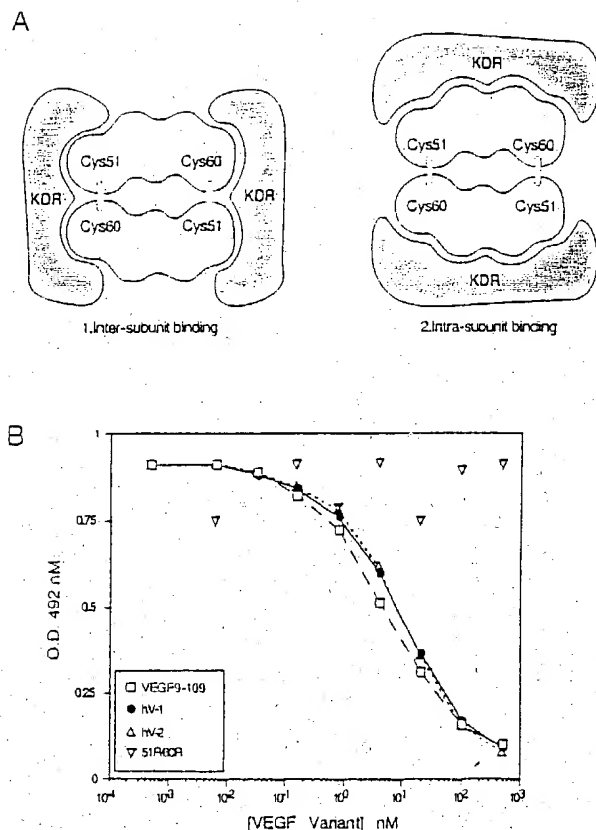 A
KDR
Cys51 Cys60
KDR KDR
Cys60 Cys51
1.Inter-subunit binding
KDR
Cys51 Cys60
Cys60 Cys51
KDR
2.Intra-subunit binding
B
1
0.75
0.5
0.25
0
O.D. 492 nM
VEGF9-109
hV-1
hV-2
10-4 10-3 10-2 10-1 100 101 102 103
[VEGF Variant] nM